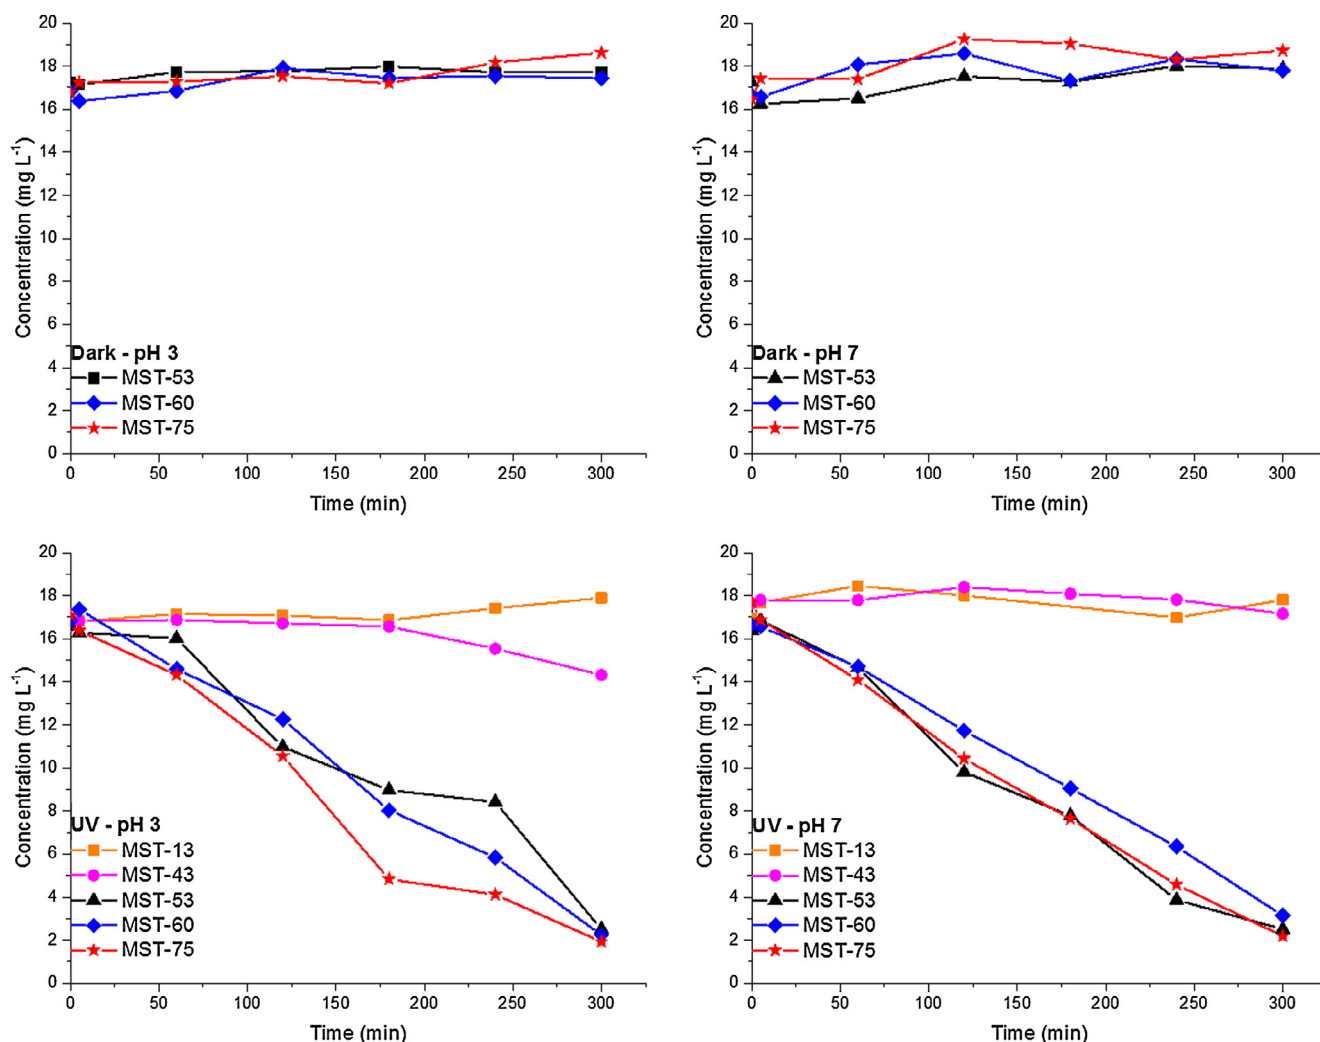 20
18
16
14
12
10
8
6
4
2
0
Concentration (mg L⁻¹)
Dark - pH 3
MST-53
MST-60
MST-75
0 50 100 150 200 250 300
Time (min)
20
18
16
14
12
10
8
6
4
2
0
Concentration (mg L⁻¹)
Dark - pH 7
MST-53
MST-60
MST-75
0 50 100 150 200 250 300
Time (min)
20
18
16
14
12
10
8
6
4
2
0
Concentration (mg L⁻¹)
UV - pH 3
MST-13
MST-43
MST-53
MST-60
MST-75
0 50 100 150 200 250 300
Time (min)
20
18
16
14
12
10
8
6
4
2
0
Concentration (mg L⁻¹)
UV - pH 7
MST-13
MST-43
MST-53
MST-60
MST-75
0 50 100 150 200 250 300
Time (min)